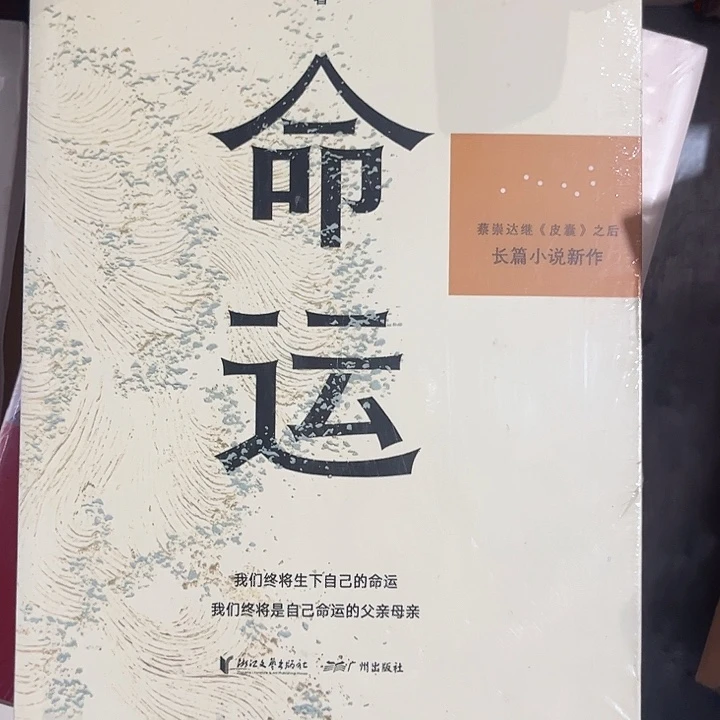 著
命
运
蔡崇达继《皮囊》之后
长篇小说新作
我们终将生下自己的命运
我们终将是自己命运的父亲母亲
浙江文艺出版社
广州出版社